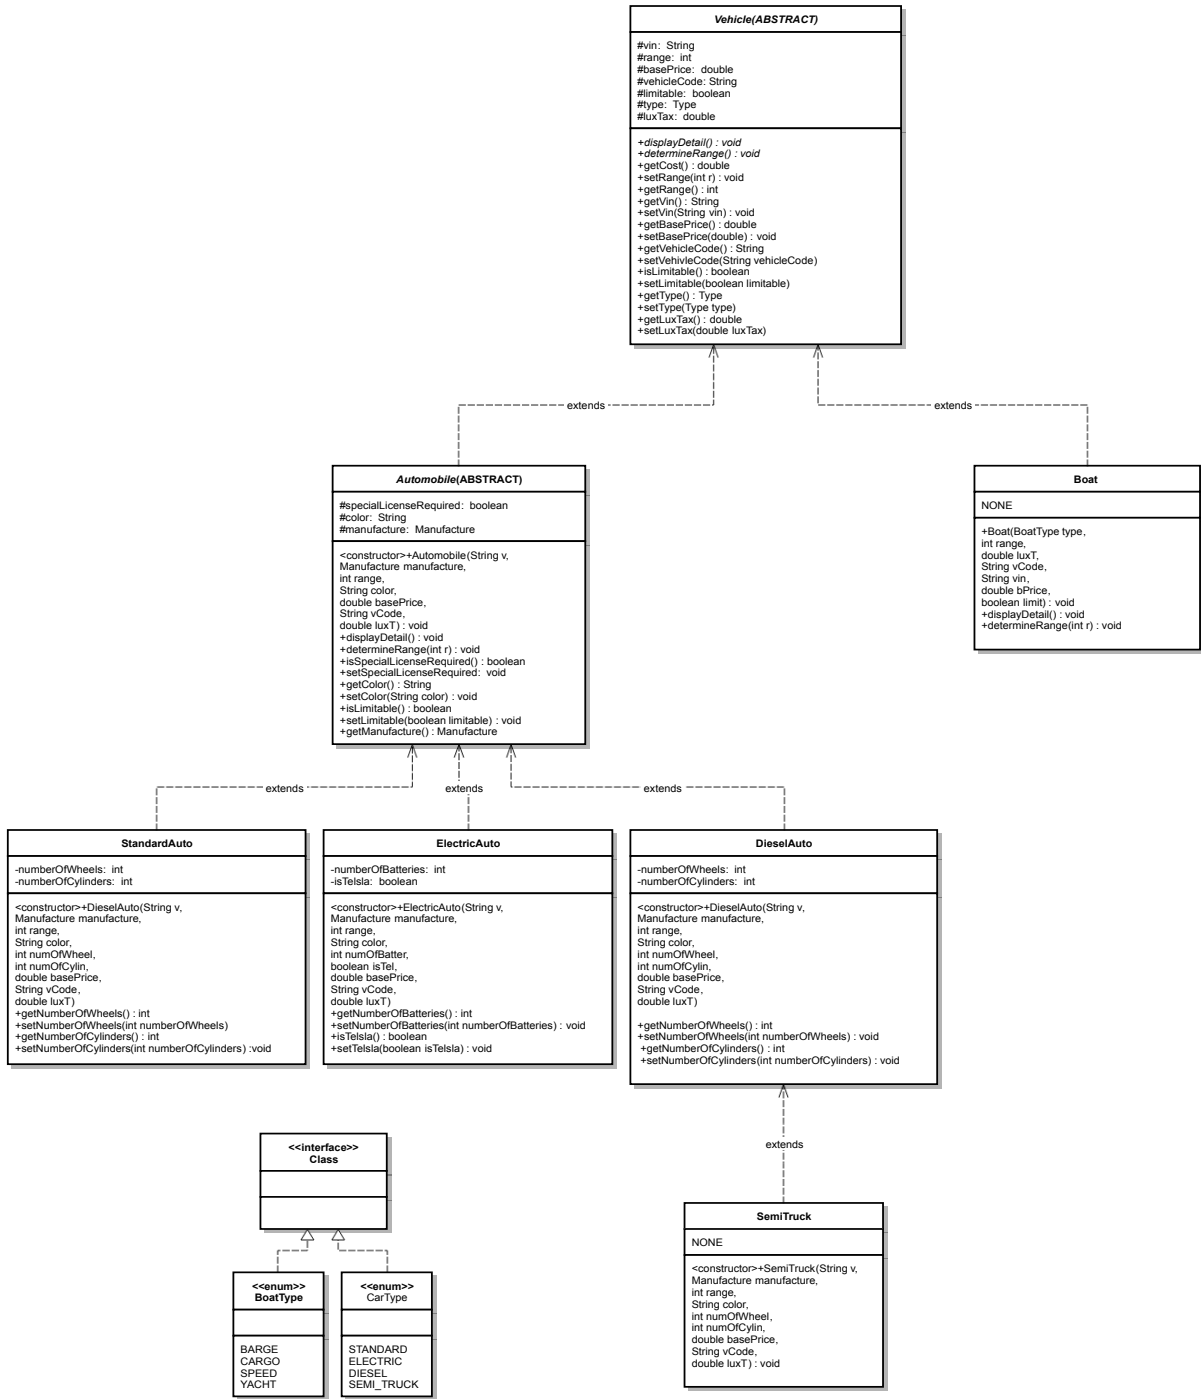 Vehicle(ABSTRACT)
#vin: String
#range: int
#basePrice: double
#vehicleCode: String
#limitable: boolean
#type: Type
#luxTax: double
+displayDetail() : void
+determineRange() : void
+getCost() : double
+setRange(int r) : void
+getRange() : int
+getVin() : String
+setVin(String vin) : void
+getBasePrice() : double
+setBasePrice(double) : void
+getVehicleCode() : String
+setVehivleCode(String vehicleCode)
+isLimitable() : boolean
+setLimitable(boolean limitable)
+getType() : Type
+setType(Type type)
+getLuxTax() : double
+setLuxTax(double luxTax)
extends
extends
Automobile(ABSTRACT)
#specialLicenseRequired: boolean
#color: String
#manufacture: Manufacture
<constructor>+Automobile(String v,
Manufacture manufacture,
int range,
String color,
double basePrice,
String vCode,
double luxT) : void
+displayDetail() : void
+determineRange(int r) : void
+isSpecialLicenseRequired() : boolean
+setSpecialLicenseRequired: void
+getColor() : String
+setColor(String color) : void
+isLimitable() : boolean
+setLimitable(boolean limitable) : void
+getManufacture() : Manufacture
Boat
NONE
+Boat(BoatType type,
int range,
double luxT,
String vCode,
String vin,
double bPrice,
boolean limit) : void
+displayDetail() : void
+determineRange(int r) : void
extends
extends
extends
StandardAuto
-numberOfWheels: int
-numberOfCylinders: int
<constructor>+DieselAuto(String v,
Manufacture manufacture,
int range,
String color,
int numOfWheel,
int numOfCylin,
double basePrice,
String vCode,
double luxT)
+getNumberOfWheels() : int
+setNumberOfWheels(int numberOfWheels)
+getNumberOfCylinders() : int
+setNumberOfCylinders(int numberOfCylinders) :void
ElectricAuto
-numberOfBatteries: int
-isTelsla: boolean
<constructor>+ElectricAuto(String v,
Manufacture manufacture,
int range,
String color,
int numOfBatter,
boolean isTel,
double basePrice,
String vCode,
double luxT)
+getNumberOfBatteries() : int
+setNumberOfBatteries(int numberOfBatteries) : void
+isTelsla() : boolean
+setTelsla(boolean isTelsla) : void
DieselAuto
-numberOfWheels: int
-numberOfCylinders: int
<constructor>+DieselAuto(String v,
Manufacture manufacture,
int range,
String color,
int numOfWheel,
int numOfCylin,
double basePrice,
String vCode,
double luxT)
+getNumberOfWheels() : int
+setNumberOfWheels(int numberOfWheels) : void
+getNumberOfCylinders() : int
+setNumberOfCylinders(int numberOfCylinders) : void
extends
<<interface>>
Class
<<enum>>
BoatType
BARGE
CARGO
SPEED
YACHT
<<enum>>
CarType
STANDARD
ELECTRIC
DIESEL
SEMI_TRUCK
SemiTruck
NONE
<constructor>+SemiTruck(String v,
Manufacture manufacture,
int range,
String color,
int numOfWheel,
int numOfCylin,
double basePrice,
String vCode,
double luxT) : void